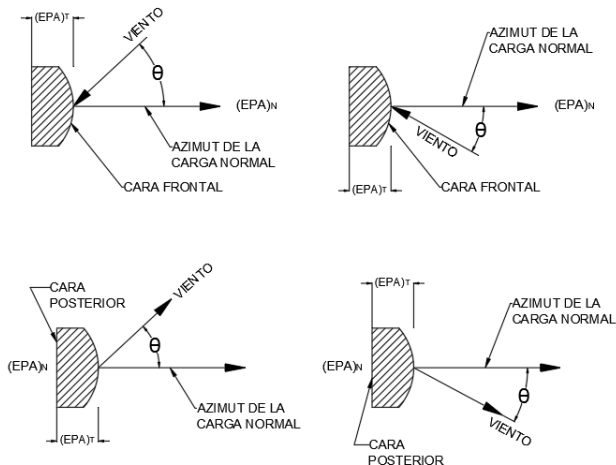 (EPA)T
VIENTO
θ
(EPA)N
AZIMUT DE LA
CARGA NORMAL
CARA FRONTAL
AZIMUT DE LA
CARGA NORMAL
(EPA)N
θ
VIENTO
(EPA)T
CARA FRONTAL
CARA
POSTERIOR
VIENTO
θ
(EPA)N
AZIMUT DE LA
CARGA NORMAL
(EPA)T
(EPA)T
AZIMUT DE LA
CARGA NORMAL
(EPA)N
θ
VIENTO
CARA
POSTERIOR